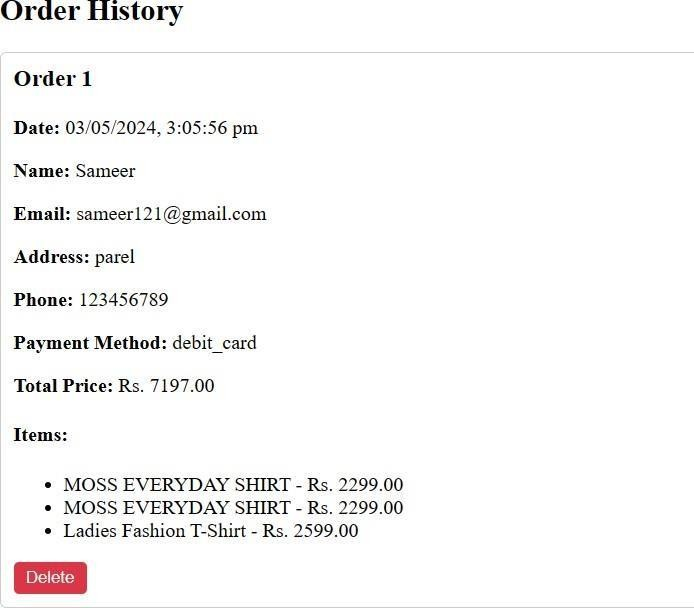 Order History
Order 1
Date: 03/05/2024, 3:05:56 pm
Name: Sameer
Email: sameer121@gmail.com
Address: parel
Phone: 123456789
Payment Method: debit_card
Total Price: Rs. 7197.00
Items:
• MOSS EVERYDAY SHIRT - Rs. 2299.00
• MOSS EVERYDAY SHIRT - Rs. 2299.00
• Ladies Fashion T-Shirt - Rs. 2599.00
Delete